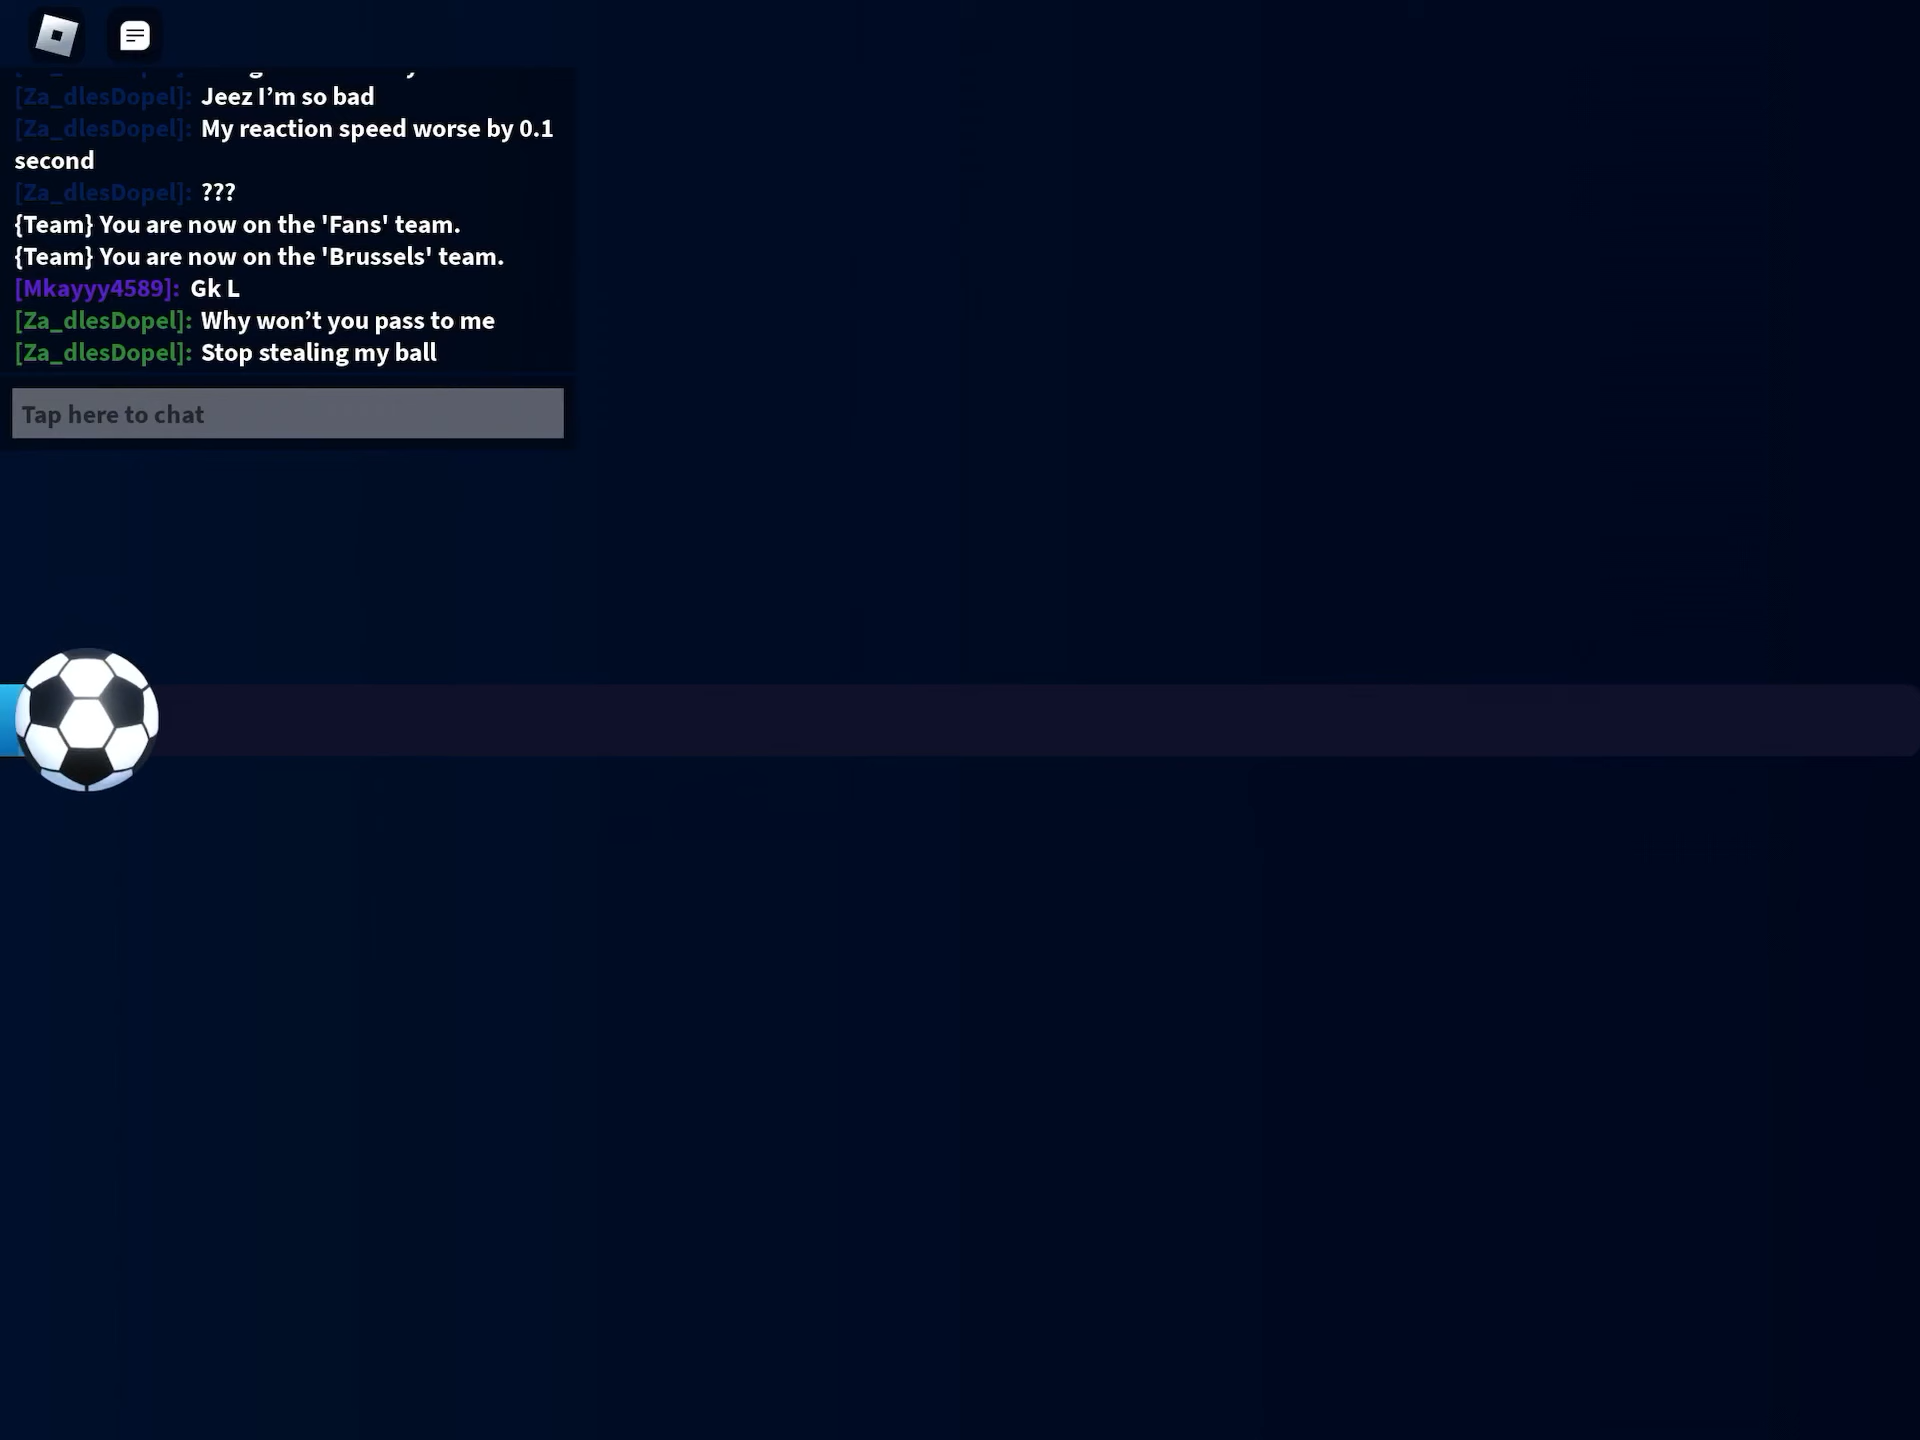 [Za_dlesDopel]: Jeez I’m so bad
[Za_dlesDopel]: My reaction speed worse by 0.1
second
[Za_dlesDopel]: ???
{Team} You are now on the 'Fans' team.
{Team} You are now on the 'Brussels' team.
[Mkayyy4589]: Gk L
[Za_dlesDopel]: Why won’t you pass to me
[Za_dlesDopel]: Stop stealing my ball
Tap here to chat